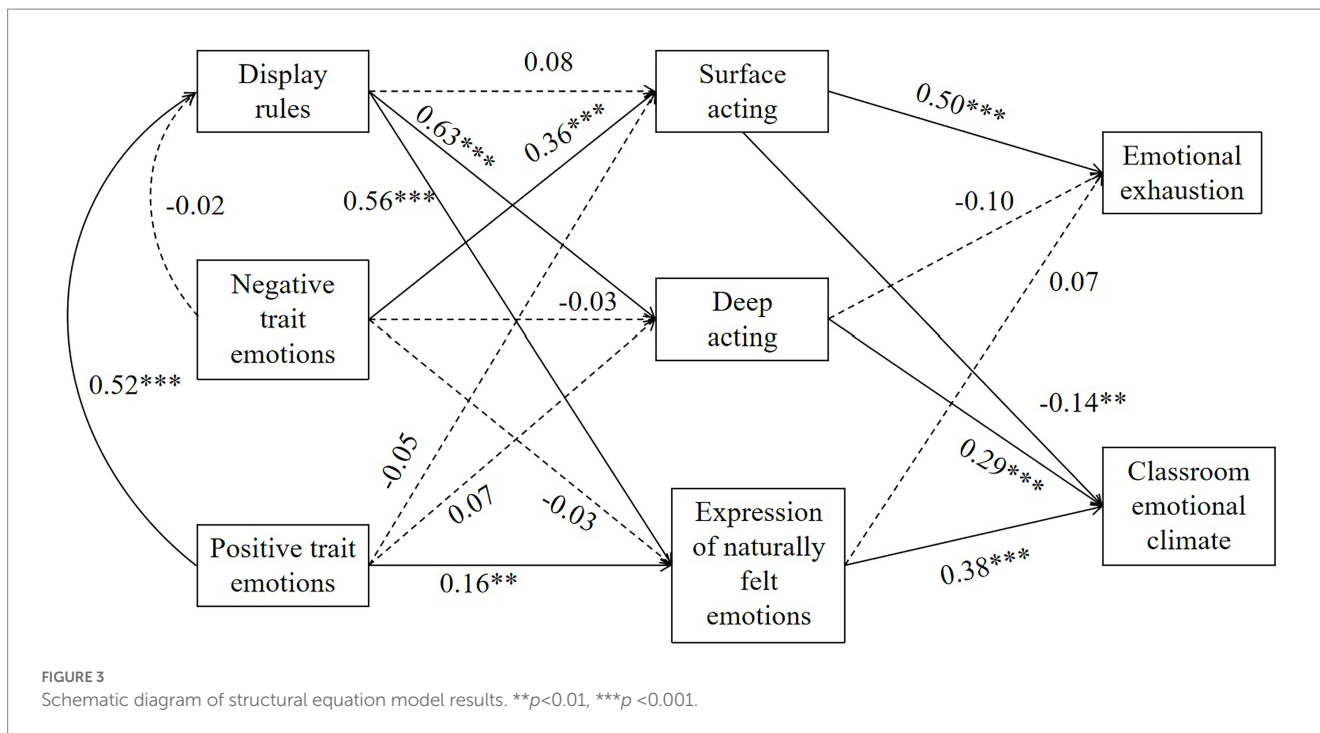 Display
rules
0.08
Surface
acting
0.50***
0.63***
0.36***
Emotional
exhaustion
-0.02
0.56***
-0.10
Negative
trait
emotions
-0.03
Deep
acting
0.07
0.52***
-0.14**
-0.05
0.07
-0.03
0.29***
Classroom
emotional
climate
Positive trait
emotions
0.16**
Expression
of naturally
felt
emotions
0.38***
FIGURE 3
Schematic diagram of structural equation model results. **p<0.01, ***p <0.001.